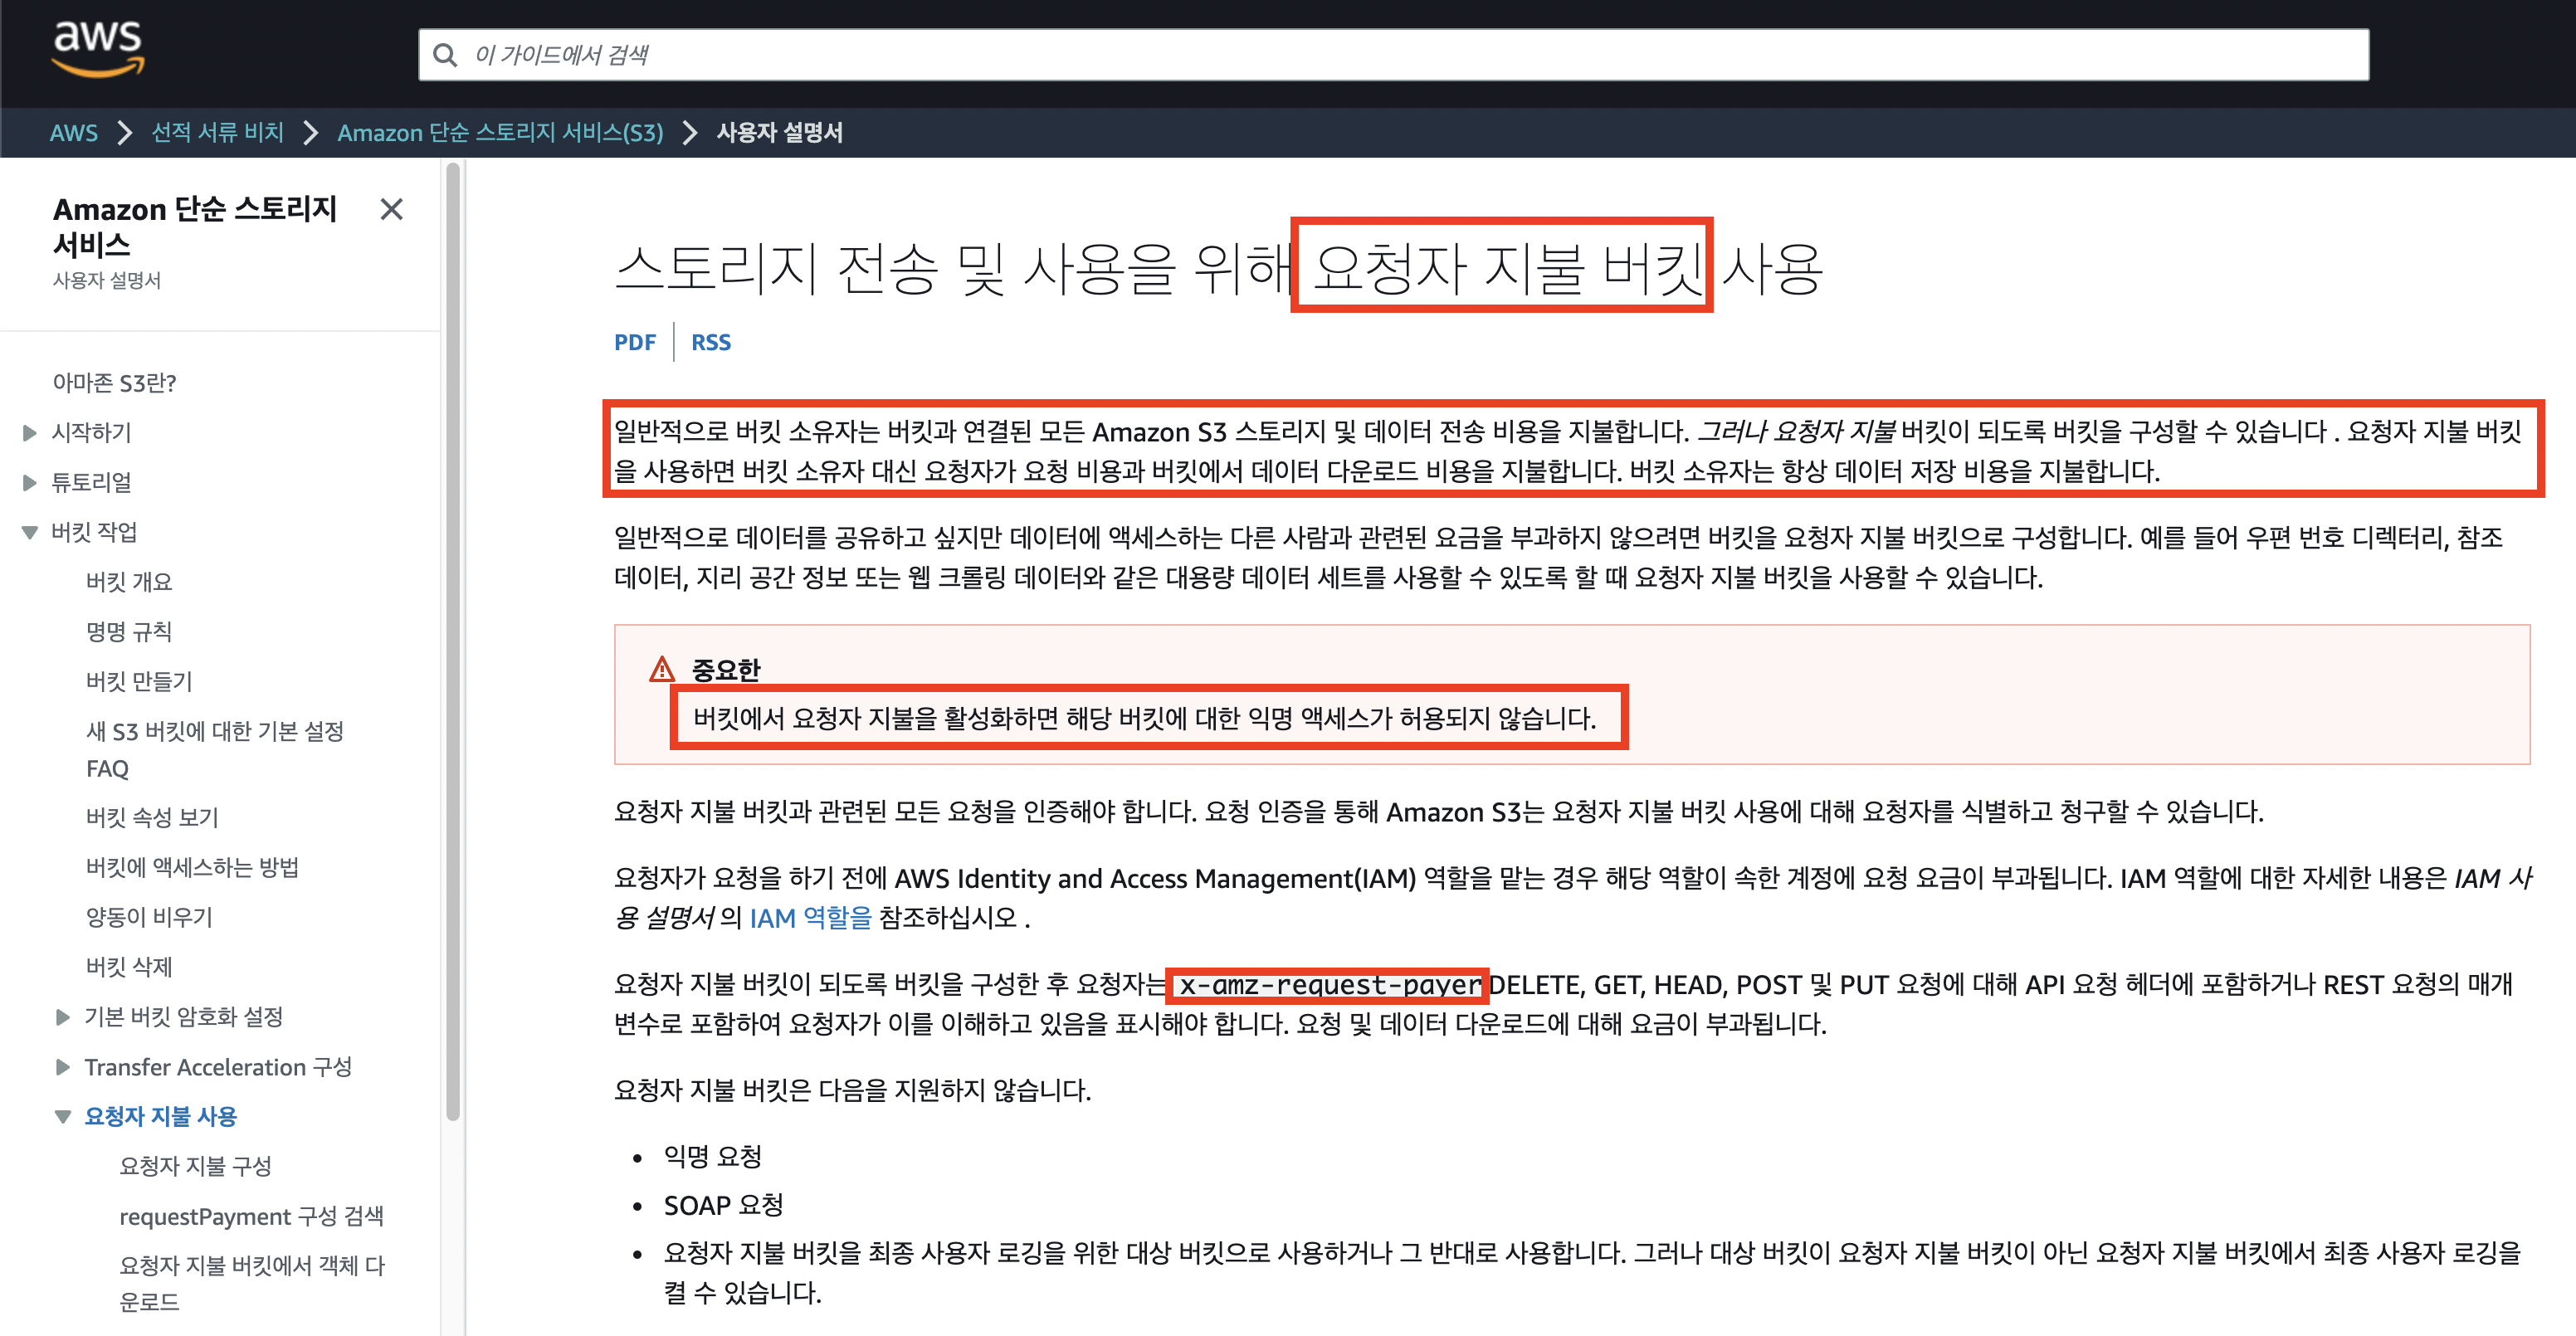 aws
이 가이드에서 검색
AWS > 선적 서류 비치 > Amazon 단순 스토리지 서비스(S3) > 사용자 설명서
Amazon 단순 스토리지
서비스
사용자 설명서
아마존 S3란?
시작하기
튜토리얼
버킷 작업
버킷 개요
명명 규칙
버킷 만들기
새 S3 버킷에 대한 기본 설정
FAQ
버킷 속성 보기
버킷에 액세스하는 방법
양동이 비우기
버킷 삭제
기본 버킷 암호화 설정
Transfer Acceleration 구성
요청자 지불 사용
요청자 지불 구성
requestPayment 구성 검색
요청자 지불 버킷에서 객체 다
운로드
스토리지 전송 및 사용을 위해 요청자 지불 버킷 사용
PDF | RSS
일반적으로 버킷 소유자는 버킷과 연결된 모든 Amazon S3 스토리지 및 데이터 전송 비용을 지불합니다. 그러나 요청자 지불 버킷이 되도록 버킷을 구성할 수 있습니다 . 요청자 지불 버킷
을 사용하면 버킷 소유자 대신 요청자가 요청 비용과 버킷에서 데이터 다운로드 비용을 지불합니다. 버킷 소유자는 항상 데이터 저장 비용을 지불합니다.
일반적으로 데이터를 공유하고 싶지만 데이터에 액세스하는 다른 사람과 관련된 요금을 부과하지 않으려면 버킷을 요청자 지불 버킷으로 구성합니다. 예를 들어 우편 번호 디렉터리, 참조
데이터, 지리 공간 정보 또는 웹 크롤링 데이터와 같은 대용량 데이터 세트를 사용할 수 있도록 할 때 요청자 지불 버킷을 사용할 수 있습니다.
중요한
버킷에서 요청자 지불을 활성화하면 해당 버킷에 대한 익명 액세스가 허용되지 않습니다.
요청자 지불 버킷과 관련된 모든 요청을 인증해야 합니다. 요청 인증을 통해 Amazon S3는 요청자 지불 버킷 사용에 대해 요청자를 식별하고 청구할 수 있습니다.
요청자가 요청을 하기 전에 AWS Identity and Access Management(IAM) 역할을 맡는 경우 해당 역할이 속한 계정에 요청 요금이 부과됩니다. IAM 역할에 대한 자세한 내용은 IAM 사
용 설명서 의 IAM 역할을 참조하십시오 .
요청자 지불 버킷이 되도록 버킷을 구성한 후 요청자는 x-amz-request-payer DELETE, GET, HEAD, POST 및 PUT 요청에 대해 API 요청 헤더에 포함하거나 REST 요청의 매개
변수로 포함하여 요청자가 이를 이해하고 있음을 표시해야 합니다. 요청 및 데이터 다운로드에 대해 요금이 부과됩니다.
요청자 지불 버킷은 다음을 지원하지 않습니다.
• 익명 요청
• SOAP 요청
• 요청자 지불 버킷을 최종 사용자 로깅을 위한 대상 버킷으로 사용하거나 그 반대로 사용합니다. 그러나 대상 버킷이 요청자 지불 버킷이 아닌 요청자 지불 버킷에서 최종 사용자 로깅을
켤 수 있습니다.